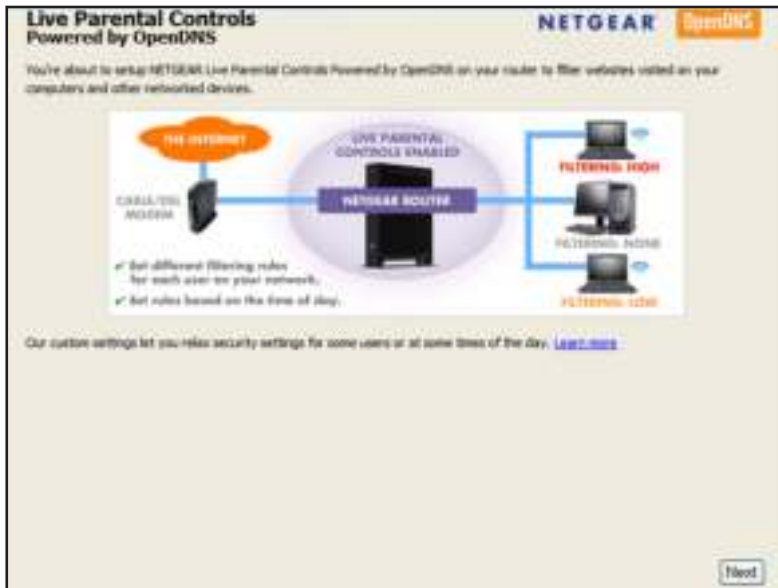 Live Parental Controls
Powered by OpenDNS
NETGEAR
OpenDNS
You're about to setup NETGEAR Live Parental Controls Powered by OpenDNS on your router to filter websites visited on your
computers and other networked devices.
THE INTERNET
CABLE/DSL
MODEM
LIVE PARENTAL
CONTROLS ENABLED
NETGEAR ROUTER
FILTERING: HIGH
FILTERING: NONE
FILTERING: LOW
✓ Set different filtering rules
for each user on your network.
✓ Set rules based on the time of day.
Our custom settings let you relax security settings for some users or at some times of the day. Learn more
Next